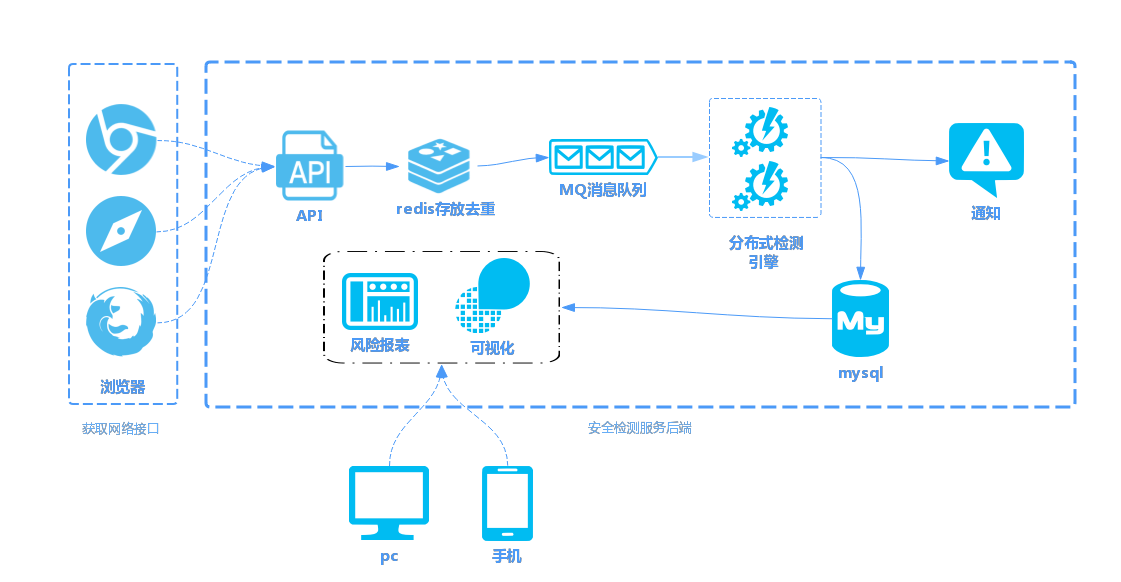 API
API
redis存放去重
MQ消息队列
分布式检测
引擎
通知
My
mysql
风险报表
可视化
浏览器
获取网络接口
安全检测服务后端
pc
手机